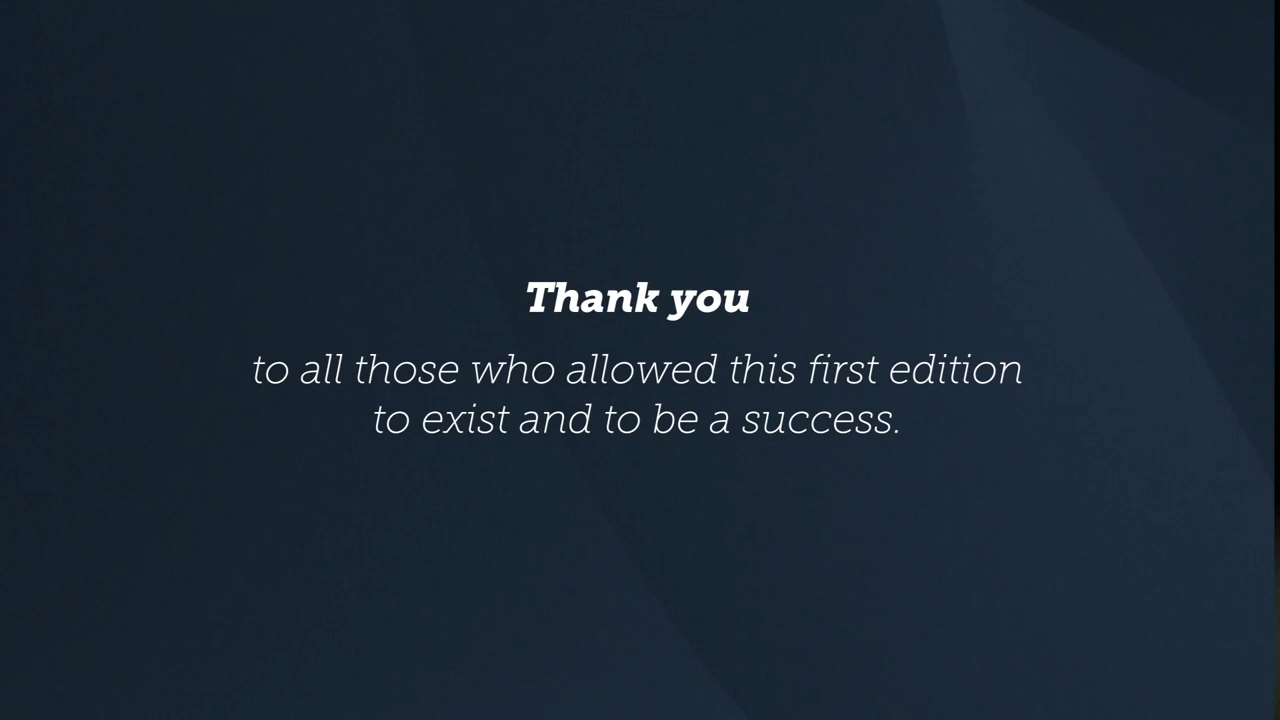 Thank you
to all those who allowed this first edition
to exist and to be a success.